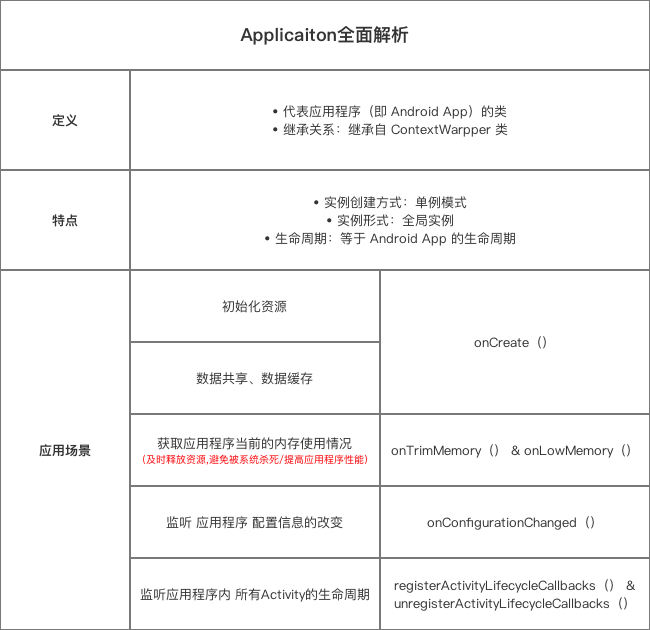 Applicaiton全面解析
定义
• 代表应用程序（即 Android App）的类
• 继承关系：继承自 ContextWarpper 类
特点
• 实例创建方式：单例模式
• 实例形式：全局实例
• 生命周期：等于 Android App 的生命周期
应用场景
初始化资源
数据共享、数据缓存
onCreate（）
获取应用程序当前的内存使用情况
（及时释放资源,避免被系统杀死/提高应用程序性能）
onTrimMemory（） & onLowMemory（）
监听 应用程序 配置信息的改变
onConfigurationChanged（）
监听应用程序内 所有Activity的生命周期
registerActivityLifecycleCallbacks（） &
unregisterActivityLifecycleCallbacks（）